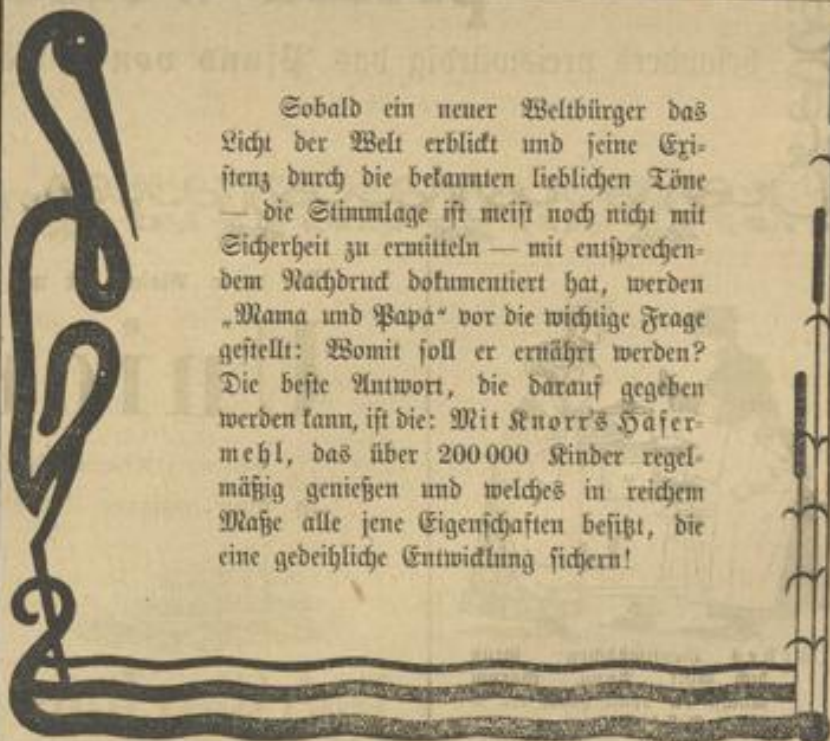 Sobald ein neuer Weltbürger das
Licht der Welt erblickt und seine Exi-
stenz durch die bekannten lieblichen Töne
— die Stimmlage ist meist noch nicht mit
Sicherheit zu ermitteln — mit entsprechen-
dem Nachdruck dokumentiert hat, werden
„Mama und Papa“ vor die wichtige Frage
gestellt: Womit soll er ernährt werden?
Die beste Antwort, die darauf gegeben
werden kann, ist die: Mit Knorr's Hafer-
mehl, das über 200 000 Kinder regel-
mäßig genießen und welches in reichem
Maße alle jene Eigenschaften besitzt, die
eine gedeihliche Entwicklung sichern!